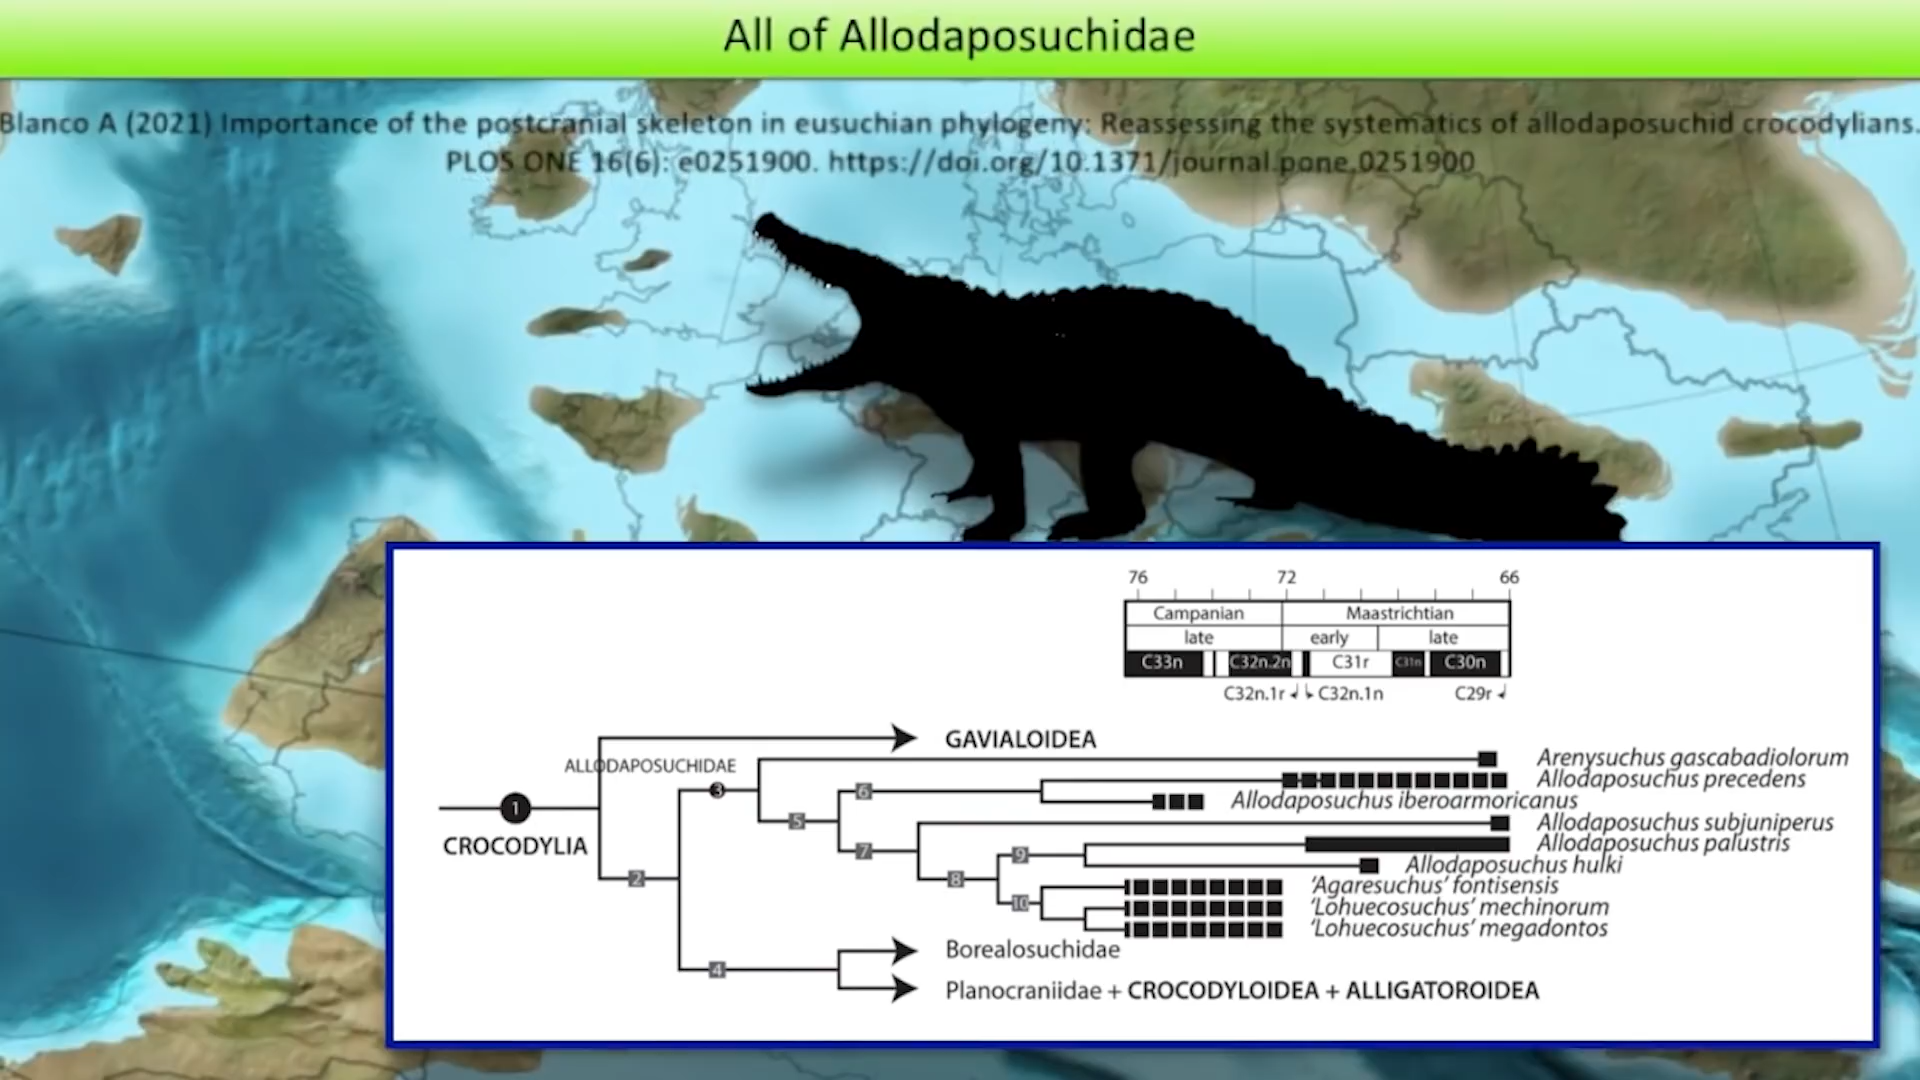 All of Allodaposuchidae
Blanco A (2021) Importance of the postcranial skeleton in eusuchian phylogeny: Reassessing the systematics of allodaposuchid crocodylians.
PLOS ONE 16(6): e0251900. https://doi.org/10.1371/journal.pone.0251900
76 72 66
Campanian Maastrichtian
late early late
C33n C32n.2n C31r C31n C30n
C32n.1r C32n.1n C29r
GAVIALOIDEA
Arenysuchus gascabadiolorum
ALLODAPOSUCHIDAE
Allodaposuchus precedens
3 6
Allodaposuchus iberoarmoricanus
1
5
Allodaposuchus subjuniperus
CROCODYLIA
Allodaposuchus palustris
7 9
Allodaposuchus hulki
2 8
'Agaresuchus' fontisensis
10
'Lohuecosuchus' mechinorum
'Lohuecosuchus' megadontos
Borealosuchidae
4
Planocraniidae + CROCODYLOIDEA + ALLIGATOROIDEA